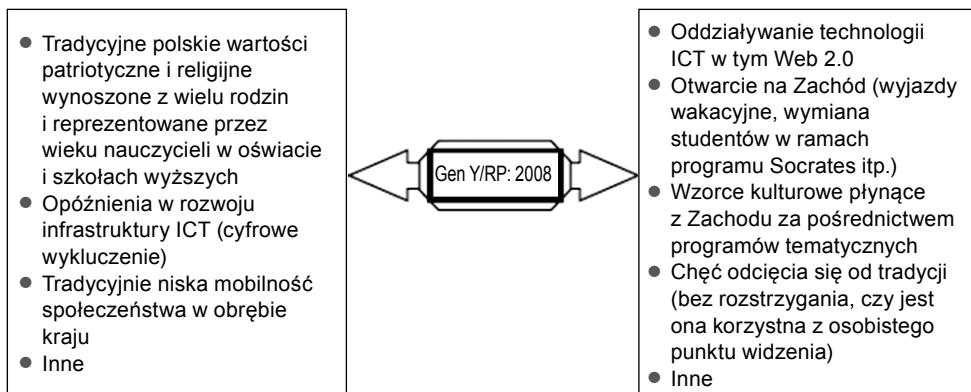 ● Tradycyjne polskie wartości
patriotyczne i religijne
wynoszone z wielu rodzin
i reprezentowane przez
wieku nauczycieli w oświacie
i szkołach wyższych
● Opóźnienia w rozwoju
infrastruktury ICT (cyfrowe
wykluczenie)
● Tradycyjnie niska mobilność
społeczeństwa w obrębie
kraju
● Inne
Gen Y/RP: 2008
● Oddziaływanie technologii
ICT w tym Web 2.0
● Otwarcie na Zachód (wyjazdy
wakacyjne, wymiana
studentów w ramach
programu Socrates itp.)
● Wzorce kulturowe płynące
z Zachodu za pośrednictwem
programów tematycznych
● Chęć odcięcia się od tradycji
(bez rozstrzygania, czy jest
ona korzystna z osobistego
punktu widzenia)
● Inne